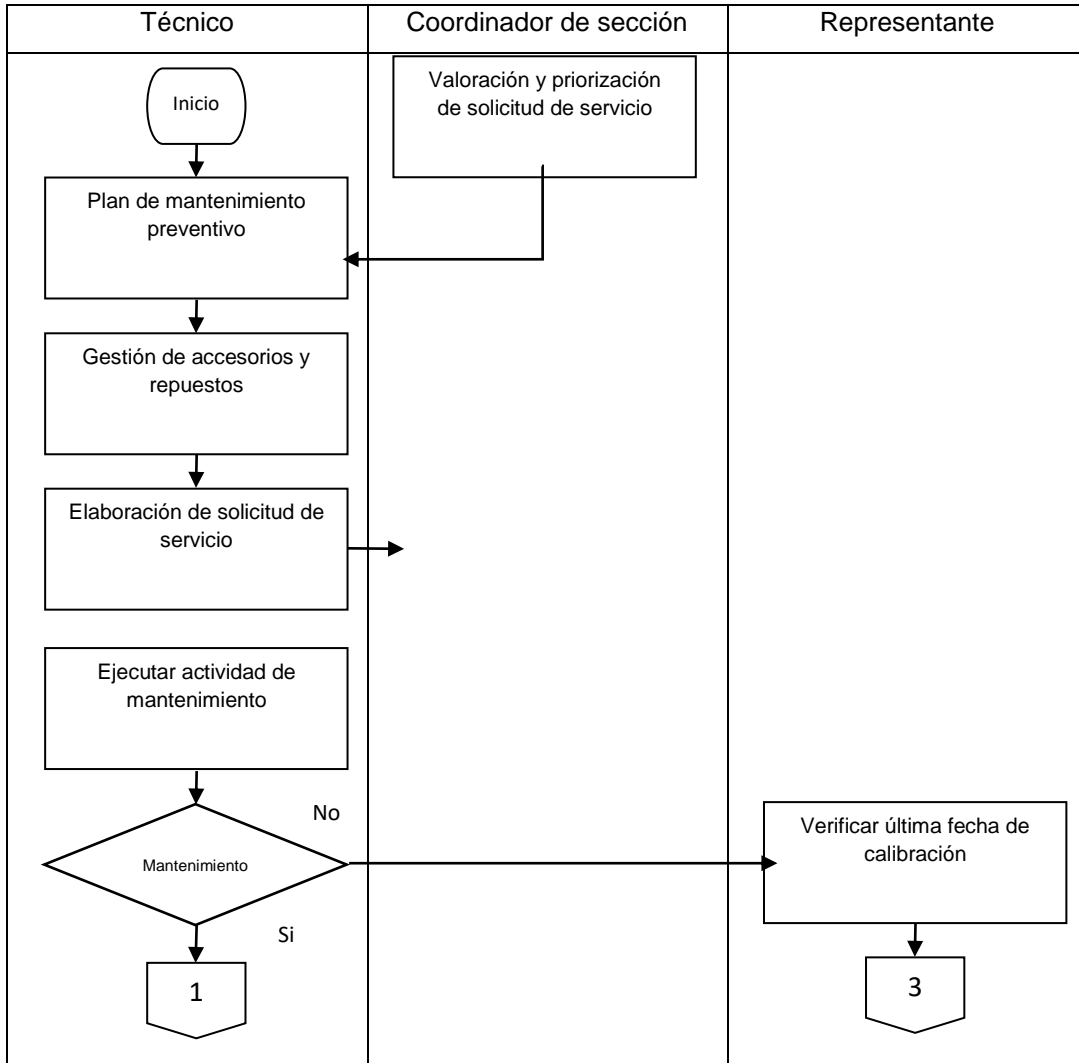 Técnico
Coordinador de sección
Representante
Inicio
Valoración y priorización
de solicitud de servicio
Plan de mantenimiento
preventivo
Gestión de accesorios y
repuestos
Elaboración de solicitud de
servicio
Ejecutar actividad de
mantenimiento
No
Mantenimiento
Verificar última fecha de
calibración
Si
1
3